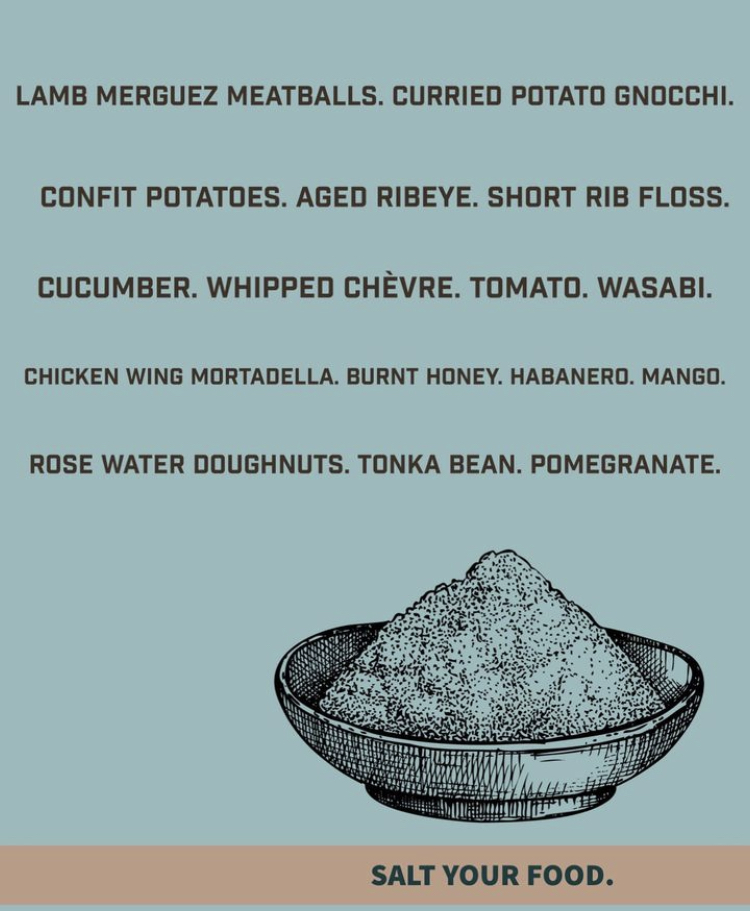 LAMB MERGUEZ MEATBALLS. CURRIED POTATO GNOCCHI.
CONFIT POTATOES. AGED RIBEYE. SHORT RIB FLOSS.
CUCUMBER. WHIPPED CHÈVRE. TOMATO. WASABI.
CHICKEN WING MORTADELLA. BURNT HONEY. HABANERO. MANGO.
ROSE WATER DOUGHNUTS. TONKA BEAN. POMEGRANATE.
SALT YOUR FOOD.